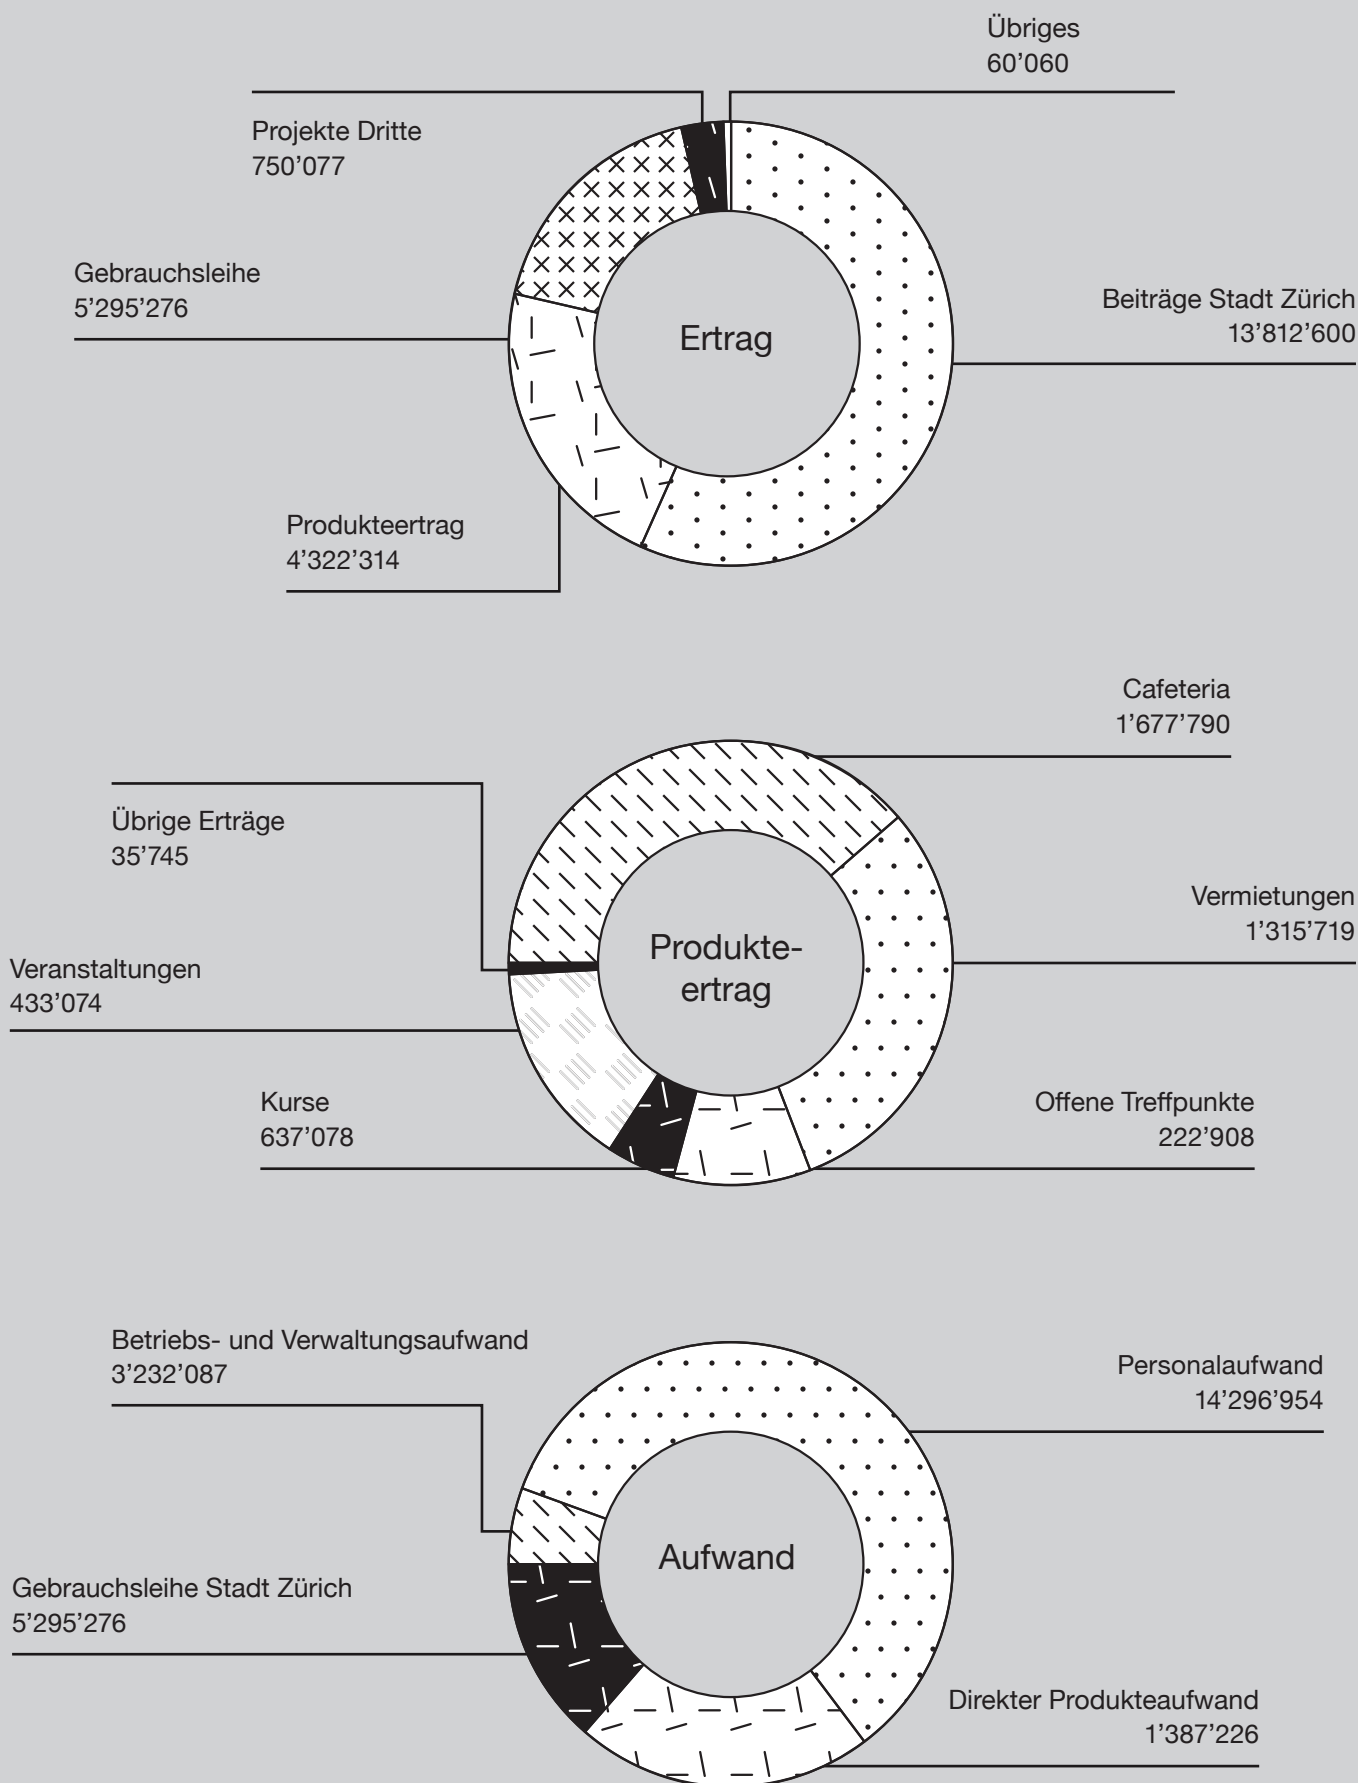 Übriges
60’060
Projekte Dritte
750’077
Gebrauchsleihe
5’295’276
Beiträge Stadt Zürich
13’812’600
Ertrag
Produkteertrag
4’322’314
Cafeteria
1’677’790
Übrige Erträge
35’745
Vermietungen
1’315’719
Produkte-
ertrag
Veranstaltungen
433’074
Kurse
637’078
Offene Treffpunkte
222’908
Betriebs- und Verwaltungsaufwand
3’232’087
Personalaufwand
14’296’954
Aufwand
Gebrauchsleihe Stadt Zürich
5’295’276
Direkter Produkteaufwand
1’387’226